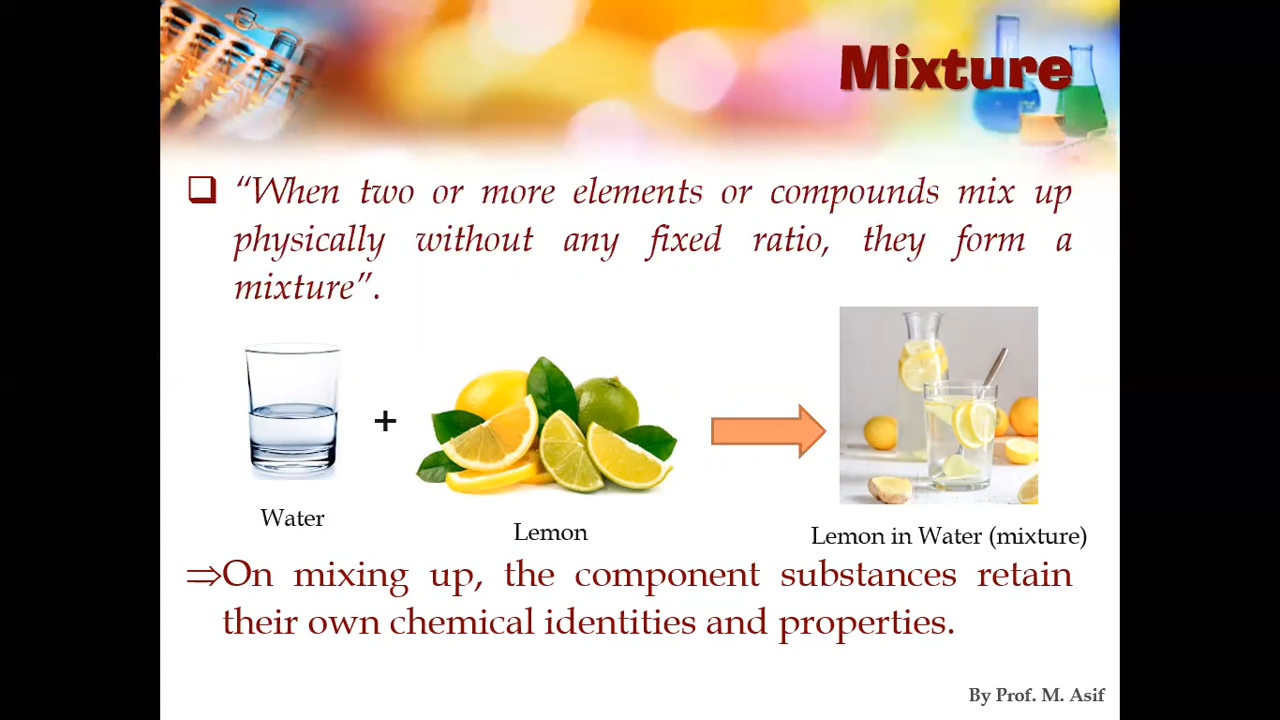 Mixture
❑ “When two or more elements or compounds mix up
physically without any fixed ratio, they form a
mixture”.
+
Water
Lemon
Lemon in Water (mixture)
⇒On mixing up, the component substances retain
their own chemical identities and properties.
By Prof. M. Asif